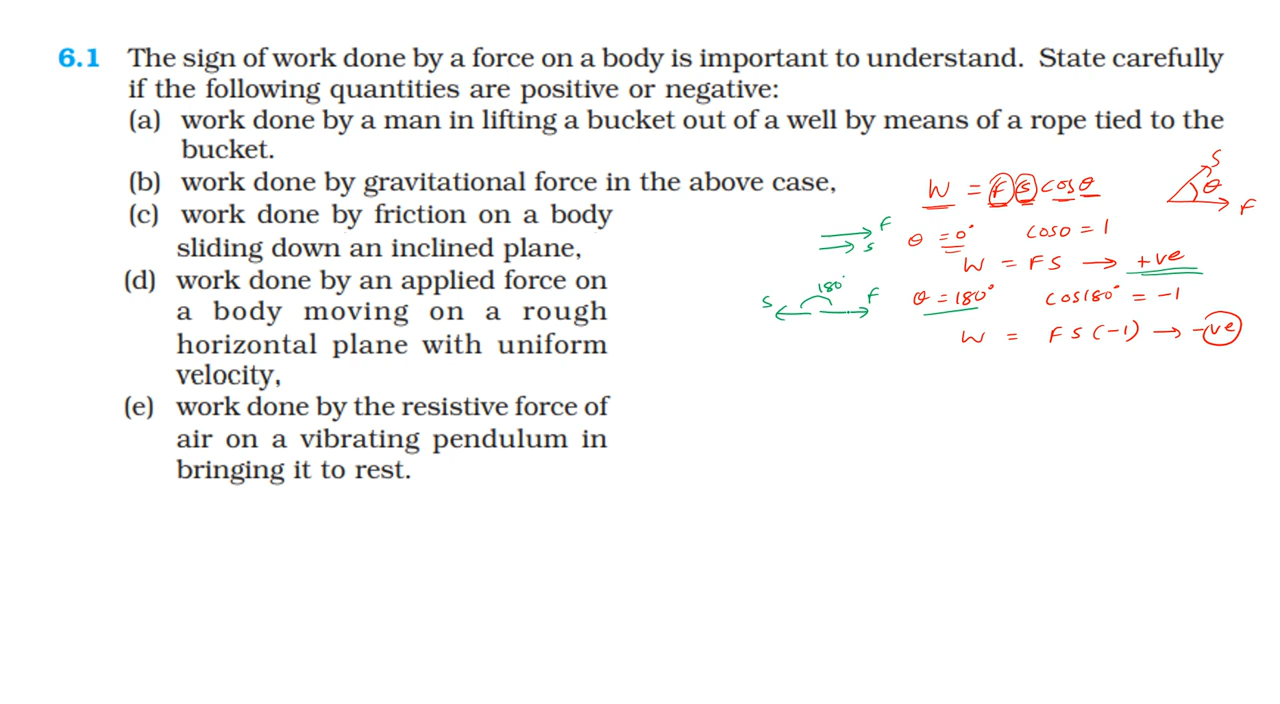 6.1 The sign of work done by a force on a body is important to understand. State carefully
if the following quantities are positive or negative:
(a) work done by a man in lifting a bucket out of a well by means of a rope tied to the
bucket.
(b) work done by gravitational force in the above case,
(c) work done by friction on a body
sliding down an inclined plane,
(d) work done by an applied force on
a body moving on a rough
horizontal plane with uniform
velocity,
(e) work done by the resistive force of
air on a vibrating pendulum in
bringing it to rest.
W = F S cosθ
S
θ
F
F
S
θ = 0° cos0 = 1
W = FS → +ve
S 180° F
θ = 180° cos180° = -1
W = FS (-1) → -ve